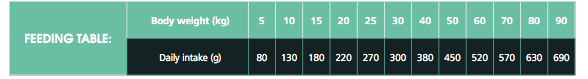 FEEDING TABLE:
Body weight (kg) 5 10 15 20 25 30 40 50 60 70 80 90
Daily intake (g) 80 130 180 220 270 300 380 450 520 570 630 690